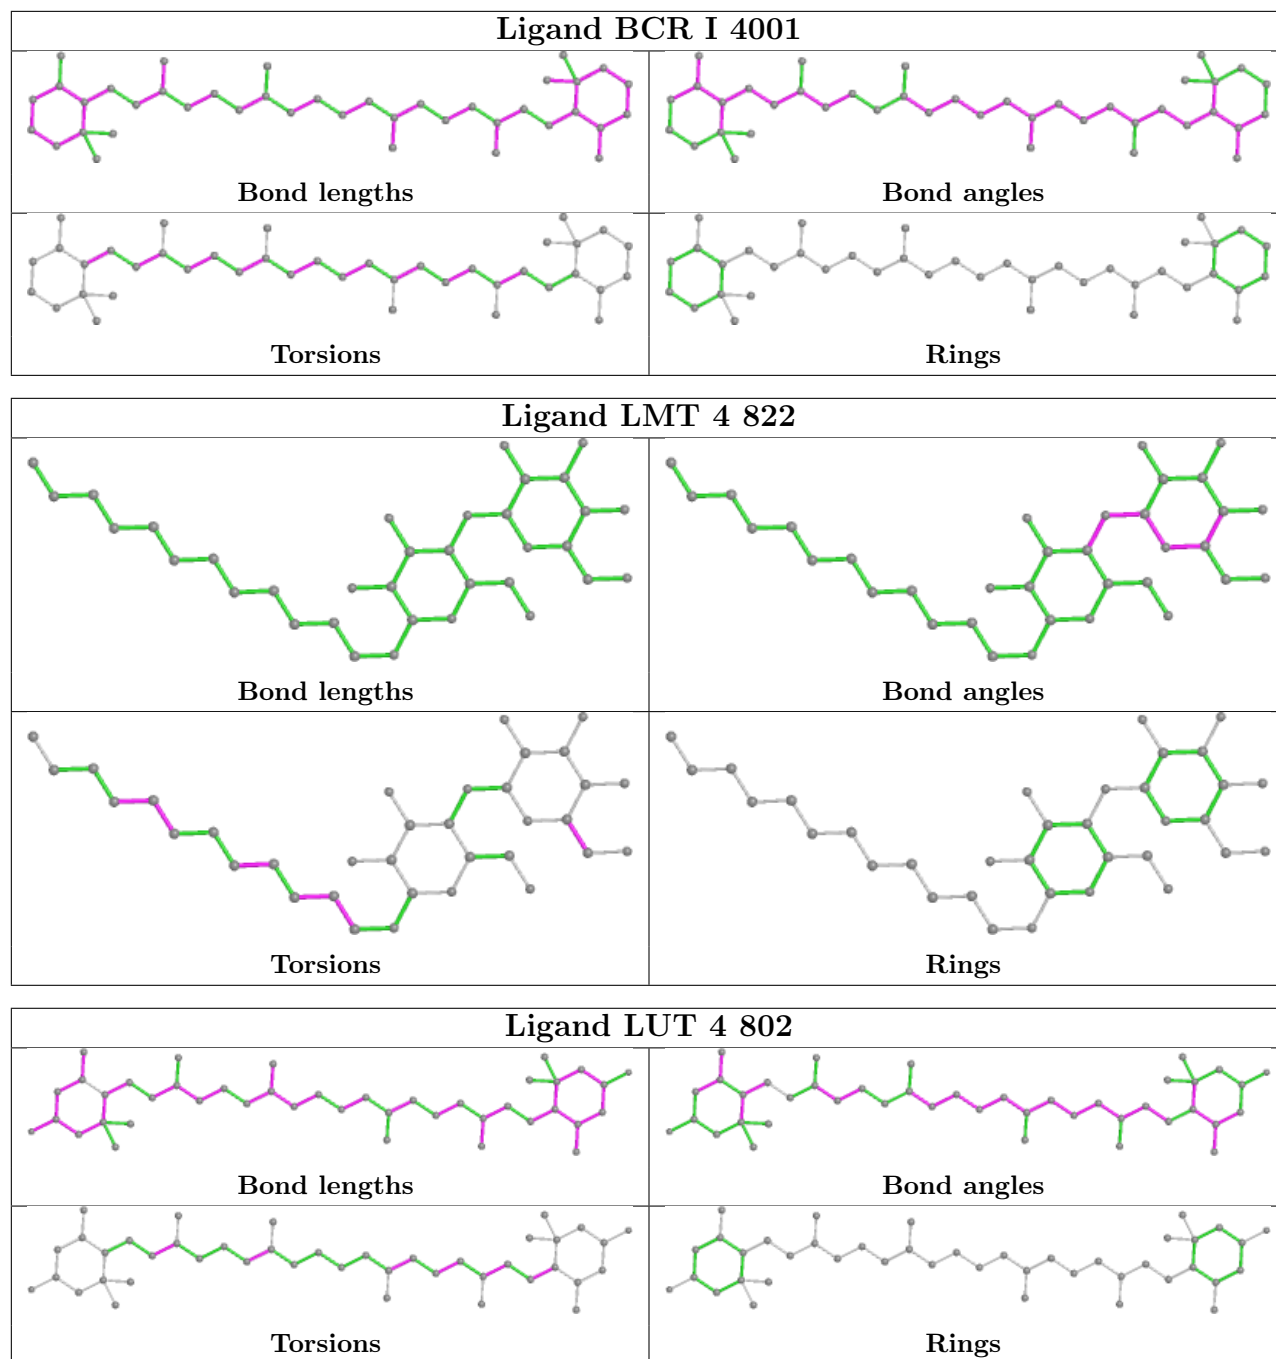 Ligand BCR I 4001
Bond lengths
Bond angles
Torsions
Rings
Ligand LMT 4 822
Bond lengths
Bond angles
Torsions
Rings
Ligand LUT 4 802
Bond lengths
Bond angles
Torsions
Rings